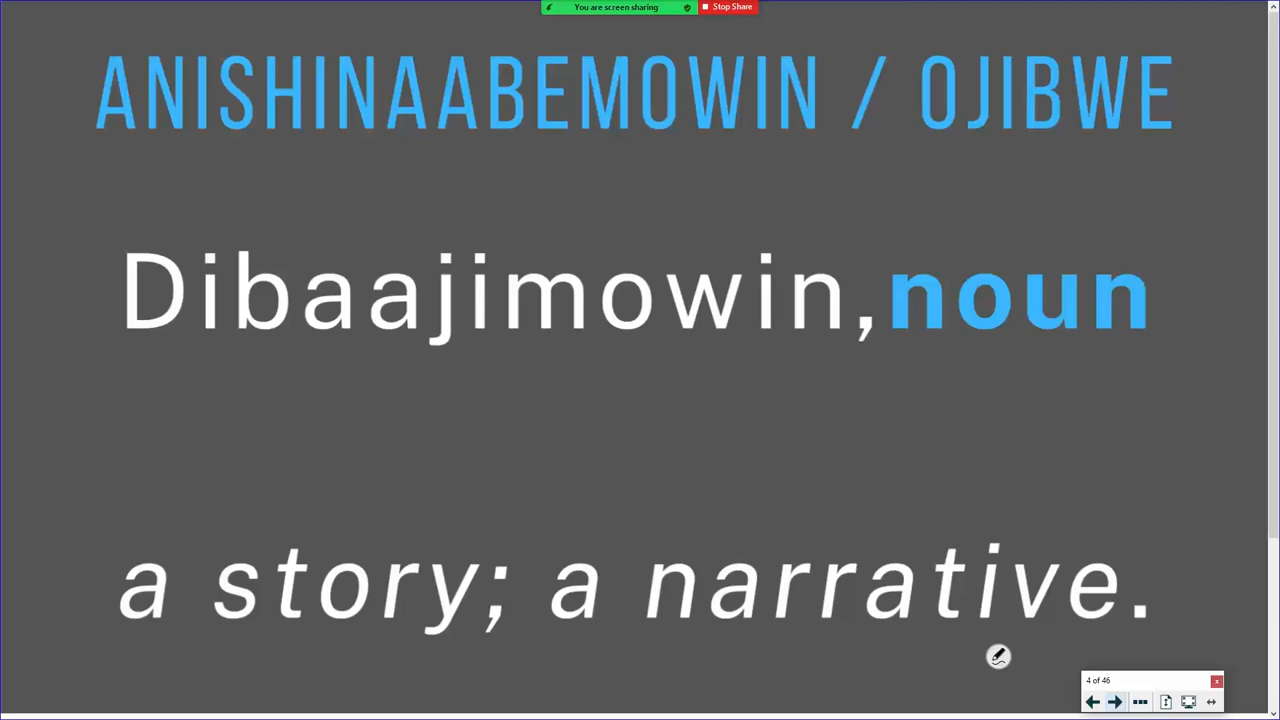 You are screen sharing
Stop Share
ANISHINAABEMOWIN / OJIBWE
Dibaajimowin,noun
a story; a narrative.
4 of 46